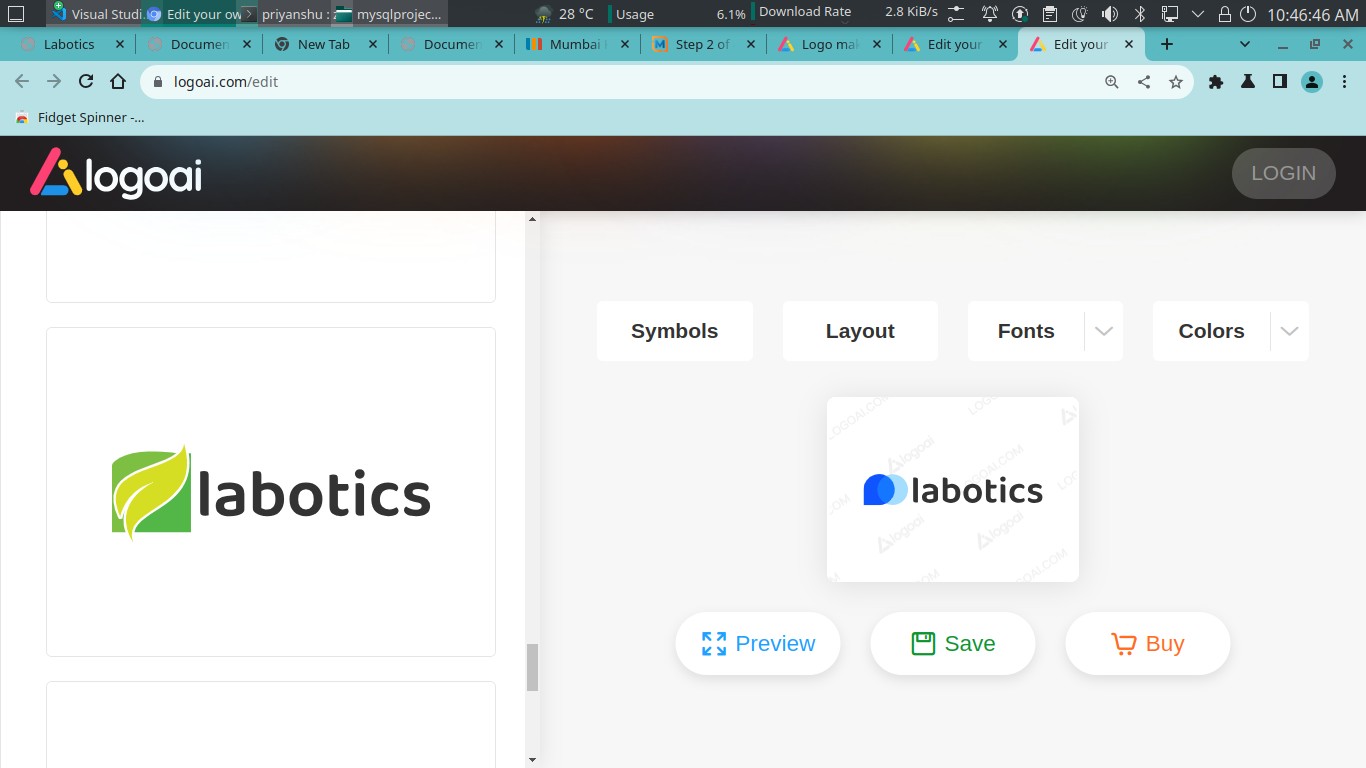 Visual Studi. Edit your ow priyanshu : mysqlprojec... 28 °C Usage 6.1% Download Rate 2.8 KiB/s 10:46:46 AM
Labotics Documen New Tab Documen Mumbai Step 2 of Logo mak Edit your Edit your
logoai.com/edit
Fidget Spinner -...
logoai LOGIN
Symbols Layout Fonts Colors
labotics
LOGOAI.COM
labotics
Preview Save Buy